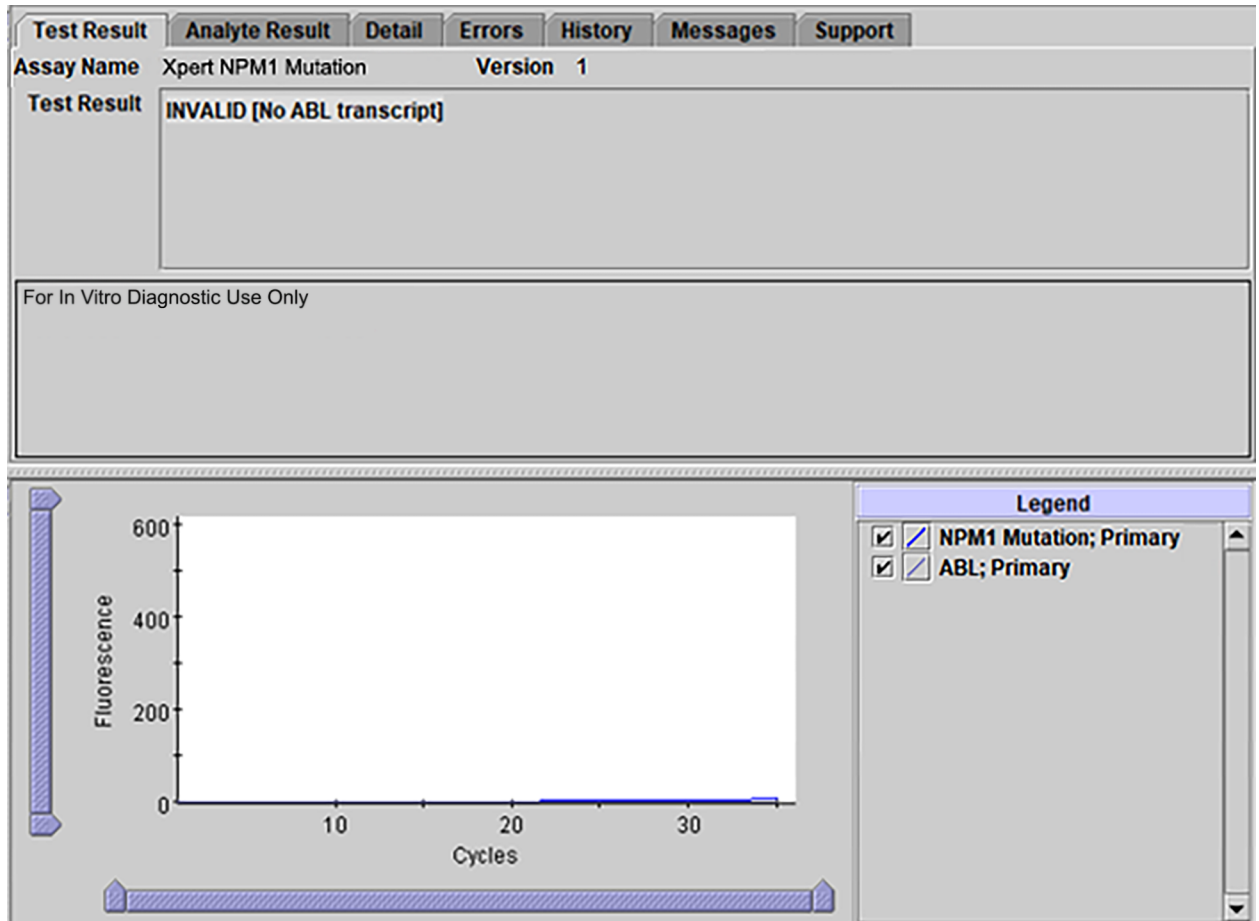 Test Result Analyte Result Detail Errors History Messages Support
Assay Name Xpert NPM1 Mutation Version 1
Test Result INVALID [No ABL transcript]
For In Vitro Diagnostic Use Only
Legend
NPM1 Mutation; Primary
ABL; Primary
600
400
200
0
Fluorescence
10 20 30
Cycles